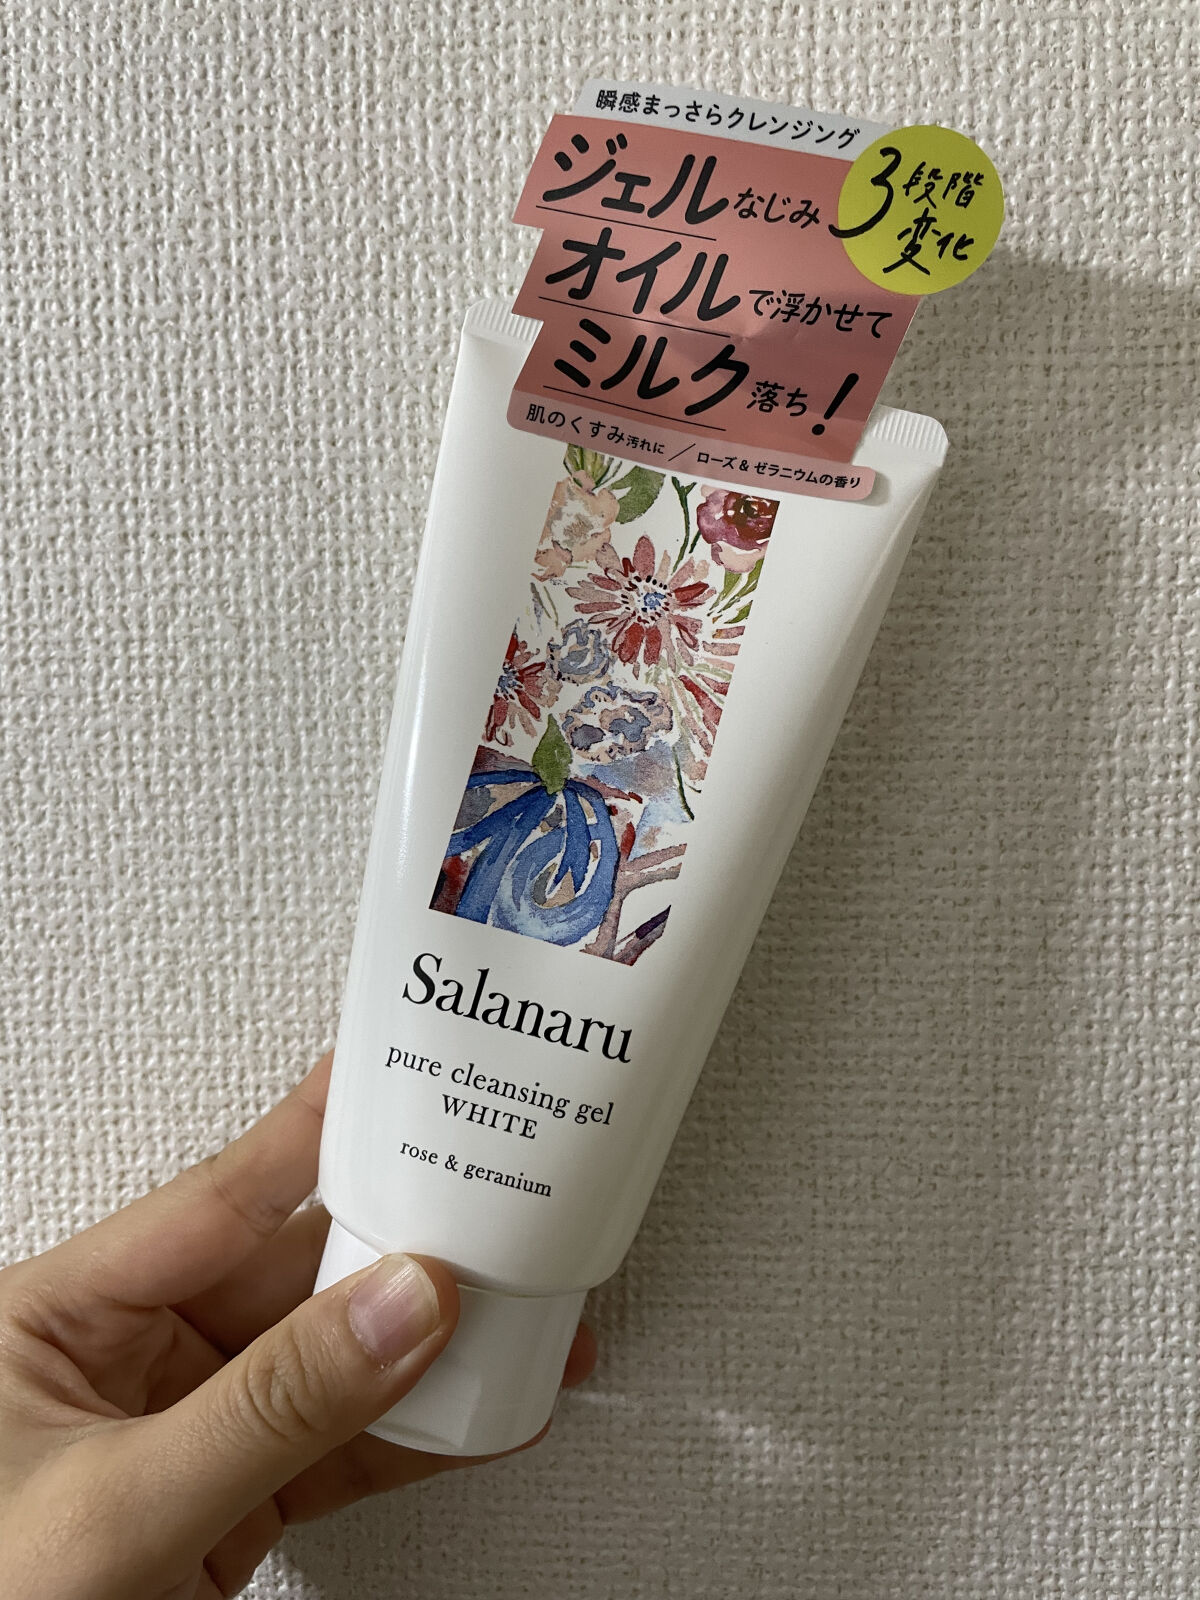 瞬感まっさらクレンジング
3段階
変化
ジェルなじみ
オイルで浮かせて
ミルク落ち!
肌のくすみ汚れに / ローズ&ゼラニウムの香り
Salanaru
pure cleansing gel
WHITE
rose & geranium